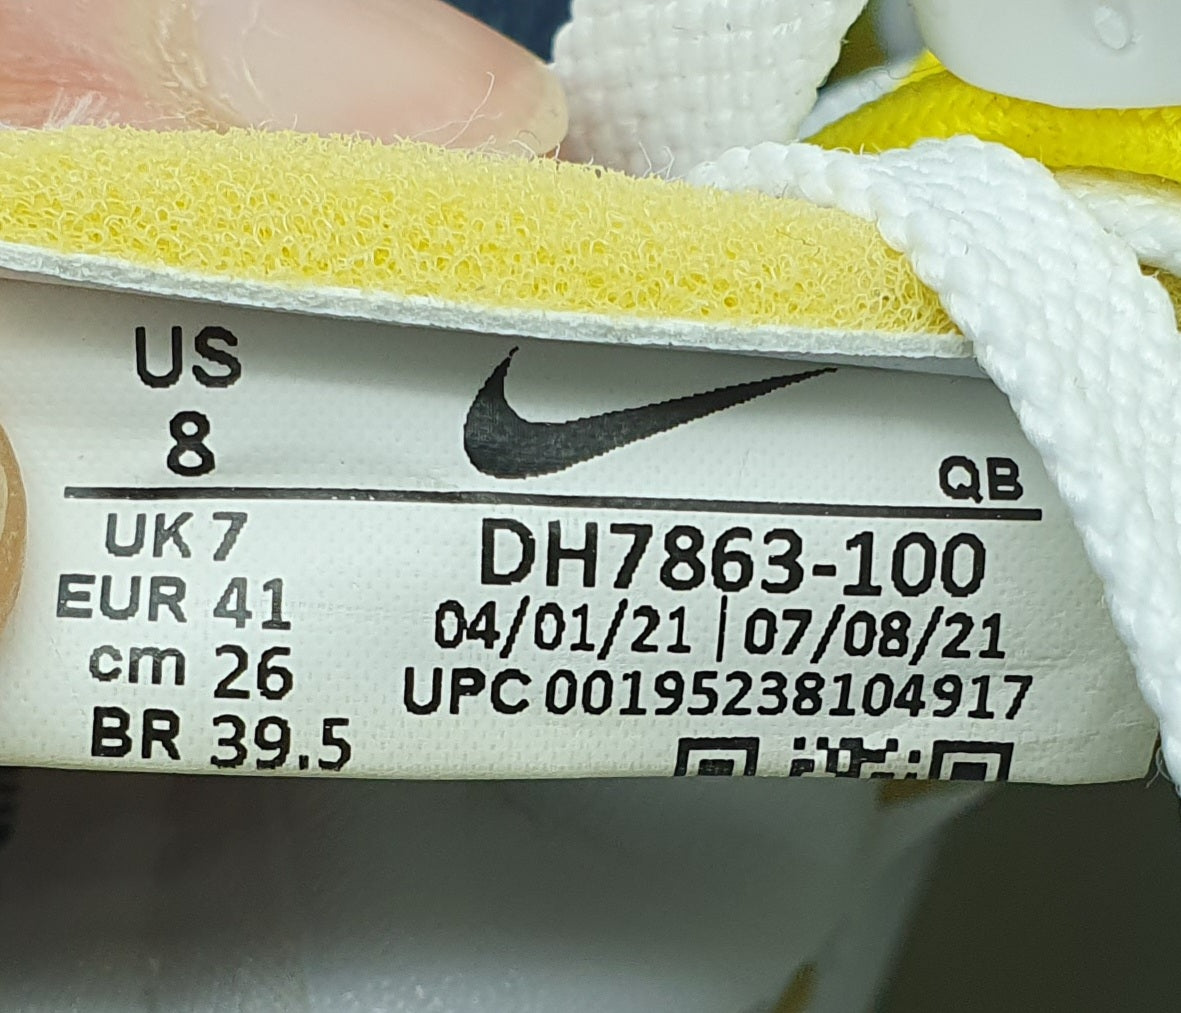 US
8
QB
UK 7
EUR 41
cm 26
BR 39.5
DH7863-100
04/01/21 | 07/08/21
UPC 00195238104917